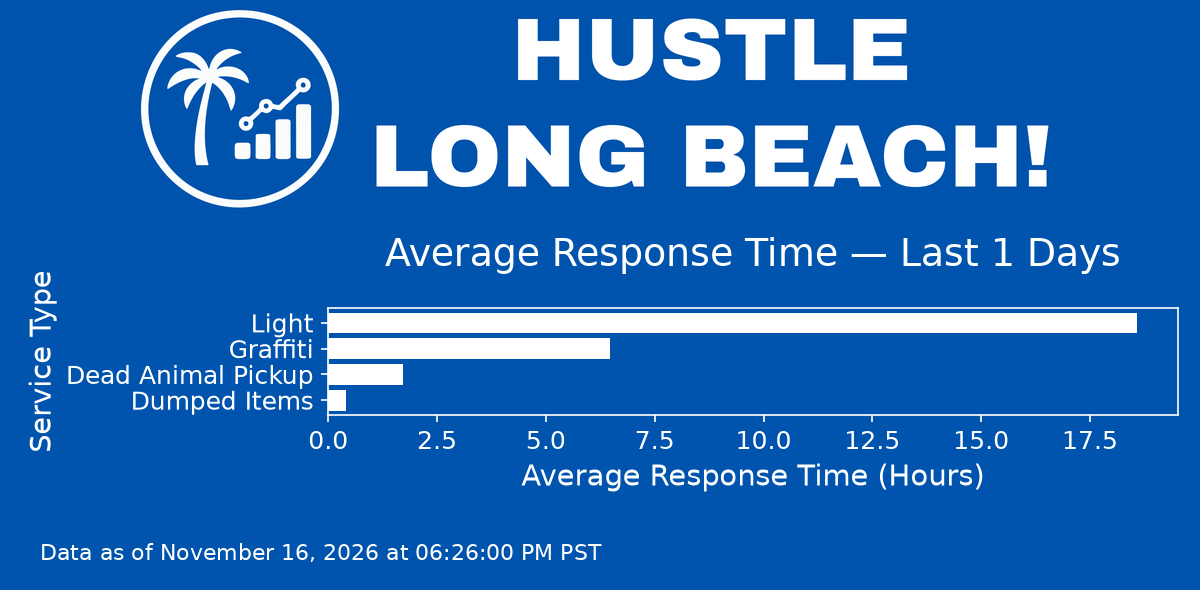 HUSTLE
LONG BEACH!
Average Response Time — Last 1 Days
Service Type
Light
Graffiti
Dead Animal Pickup
Dumped Items
0.0 2.5 5.0 7.5 10.0 12.5 15.0 17.5
Average Response Time (Hours)
Data as of November 16, 2026 at 06:26:00 PM PST